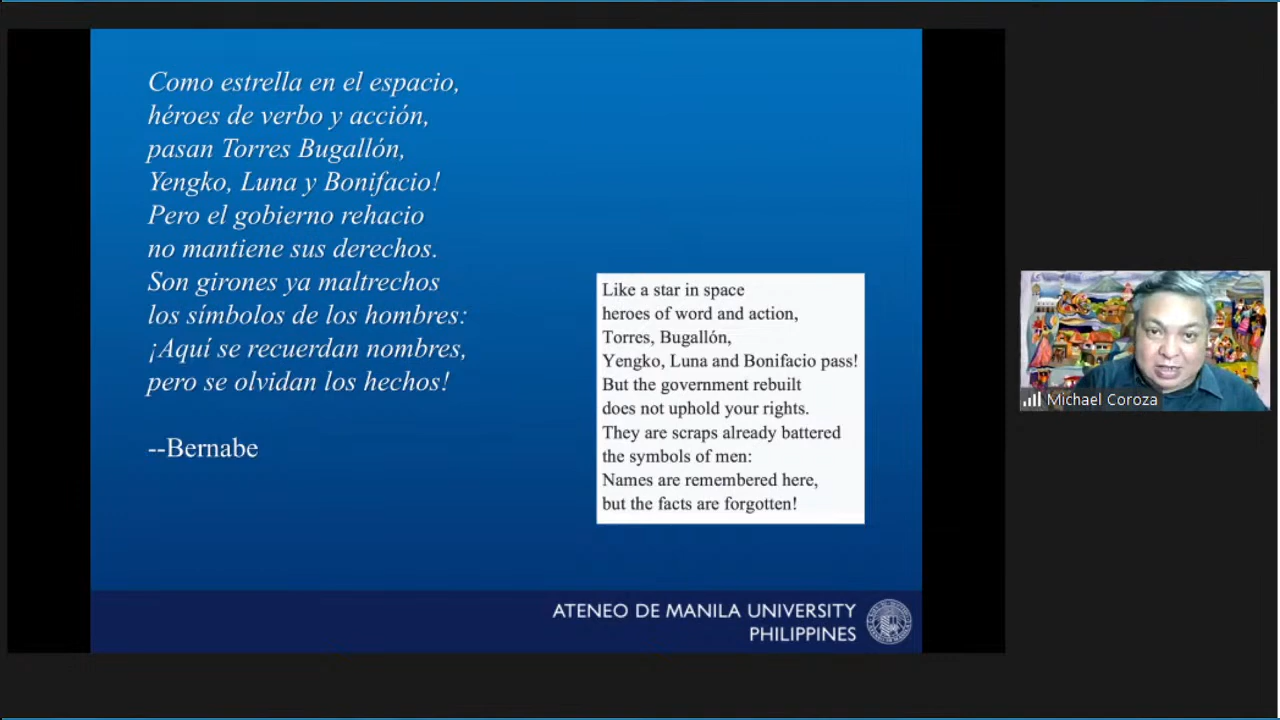 Como estrella en el espacio,
héroes de verbo y acción,
pasan Torres Bugallón,
Yengko, Luna y Bonifacio!
Pero el gobierno rehacio
no mantiene sus derechos.
Son girones ya maltrechos
los símbolos de los hombres:
¡Aquí se recuerdan nombres,
pero se olvidan los hechos!
--Bernabe
Like a star in space
heroes of word and action,
Torres, Bugallón,
Yengko, Luna and Bonifacio pass!
But the government rebuilt
does not uphold your rights.
They are scraps already battered
the symbols of men:
Names are remembered here,
but the facts are forgotten!
ATENEO DE MANILA UNIVERSITY
PHILIPPINES
Michael Coroza